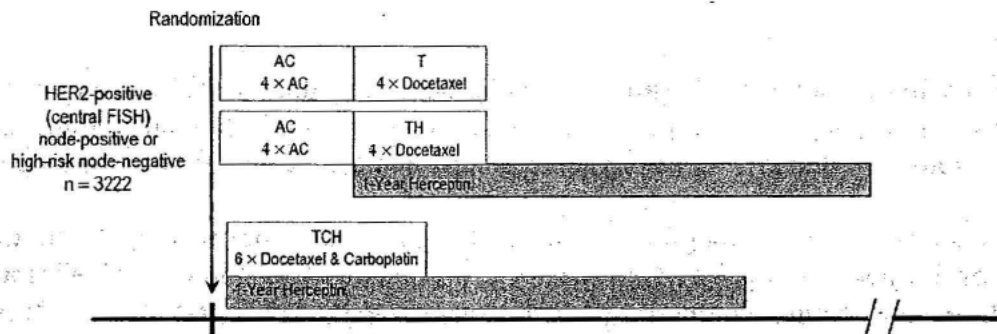 Randomization
HER2-positive
(central FISH)
node-positive or
high-risk node-negative
n = 3222
AC
4 × AC
T
4 × Docetaxel
AC
4 × AC
TH
4 × Docetaxel
1-Year Herceptin
TCH
6 × Docetaxel & Carboplatin
1-Year Herceptin